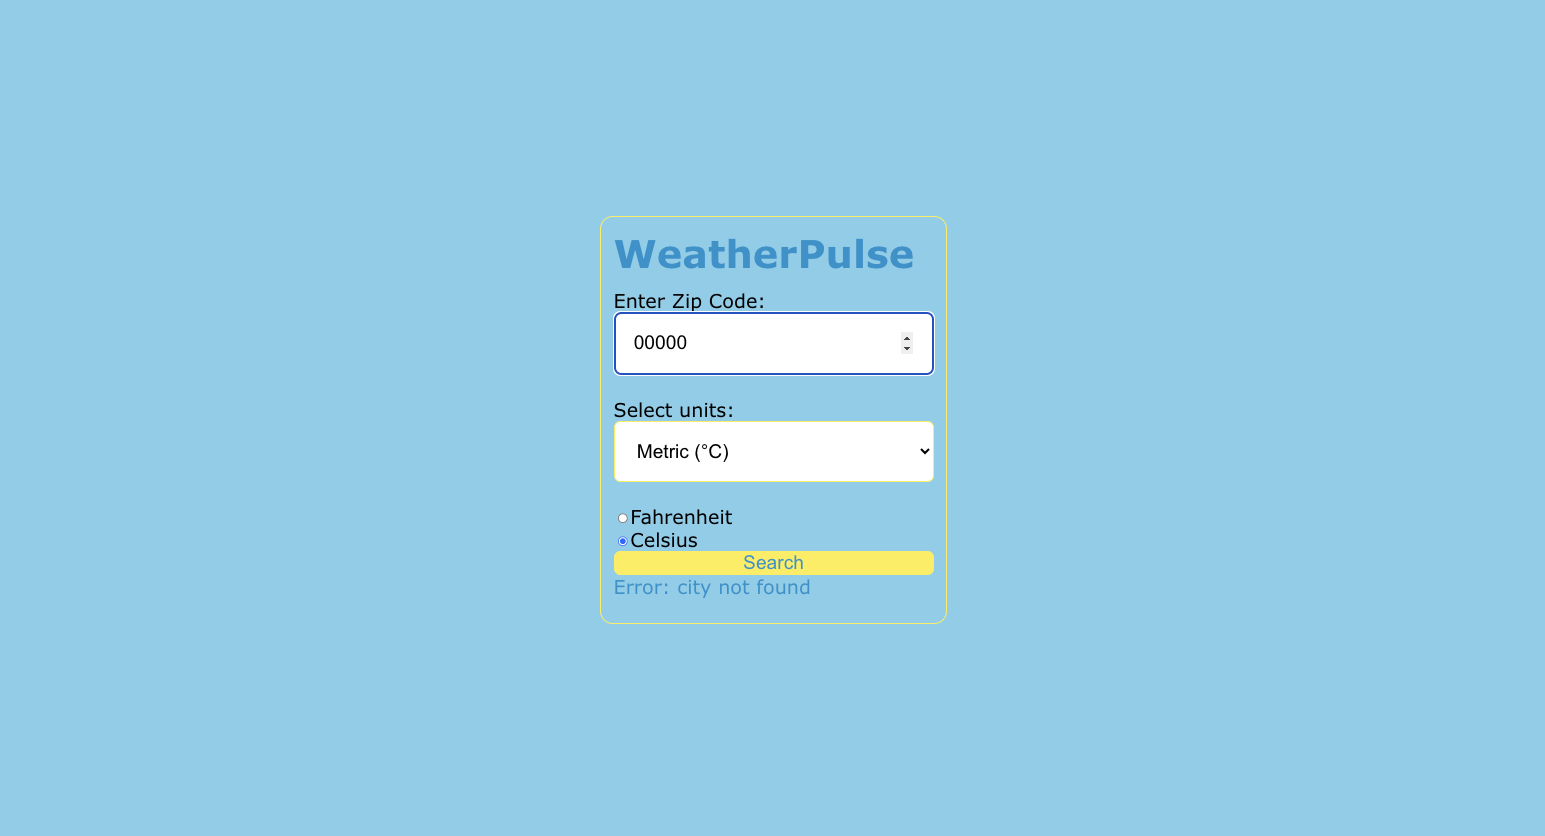 WeatherPulse
Enter Zip Code:
00000
Select units:
Metric (°C)
Fahrenheit
Celsius
Search
Error: city not found